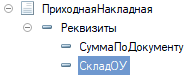 ПриходнаяНакладная
Реквизиты
СуммаПоДокументу
СкладОУ